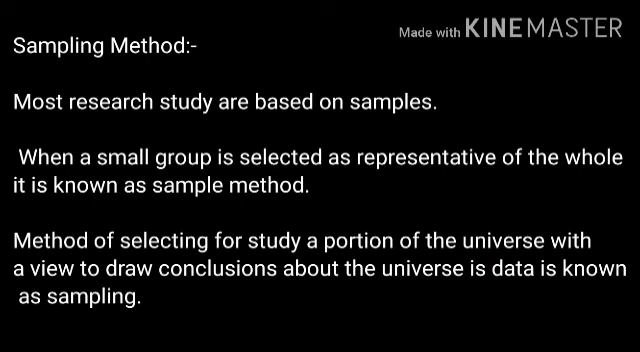 Made with KINEMASTER
Sampling Method:-
Most research study are based on samples.
When a small group is selected as representative of the whole
it is known as sample method.
Method of selecting for study a portion of the universe with
a view to draw conclusions about the universe is data is known
as sampling.